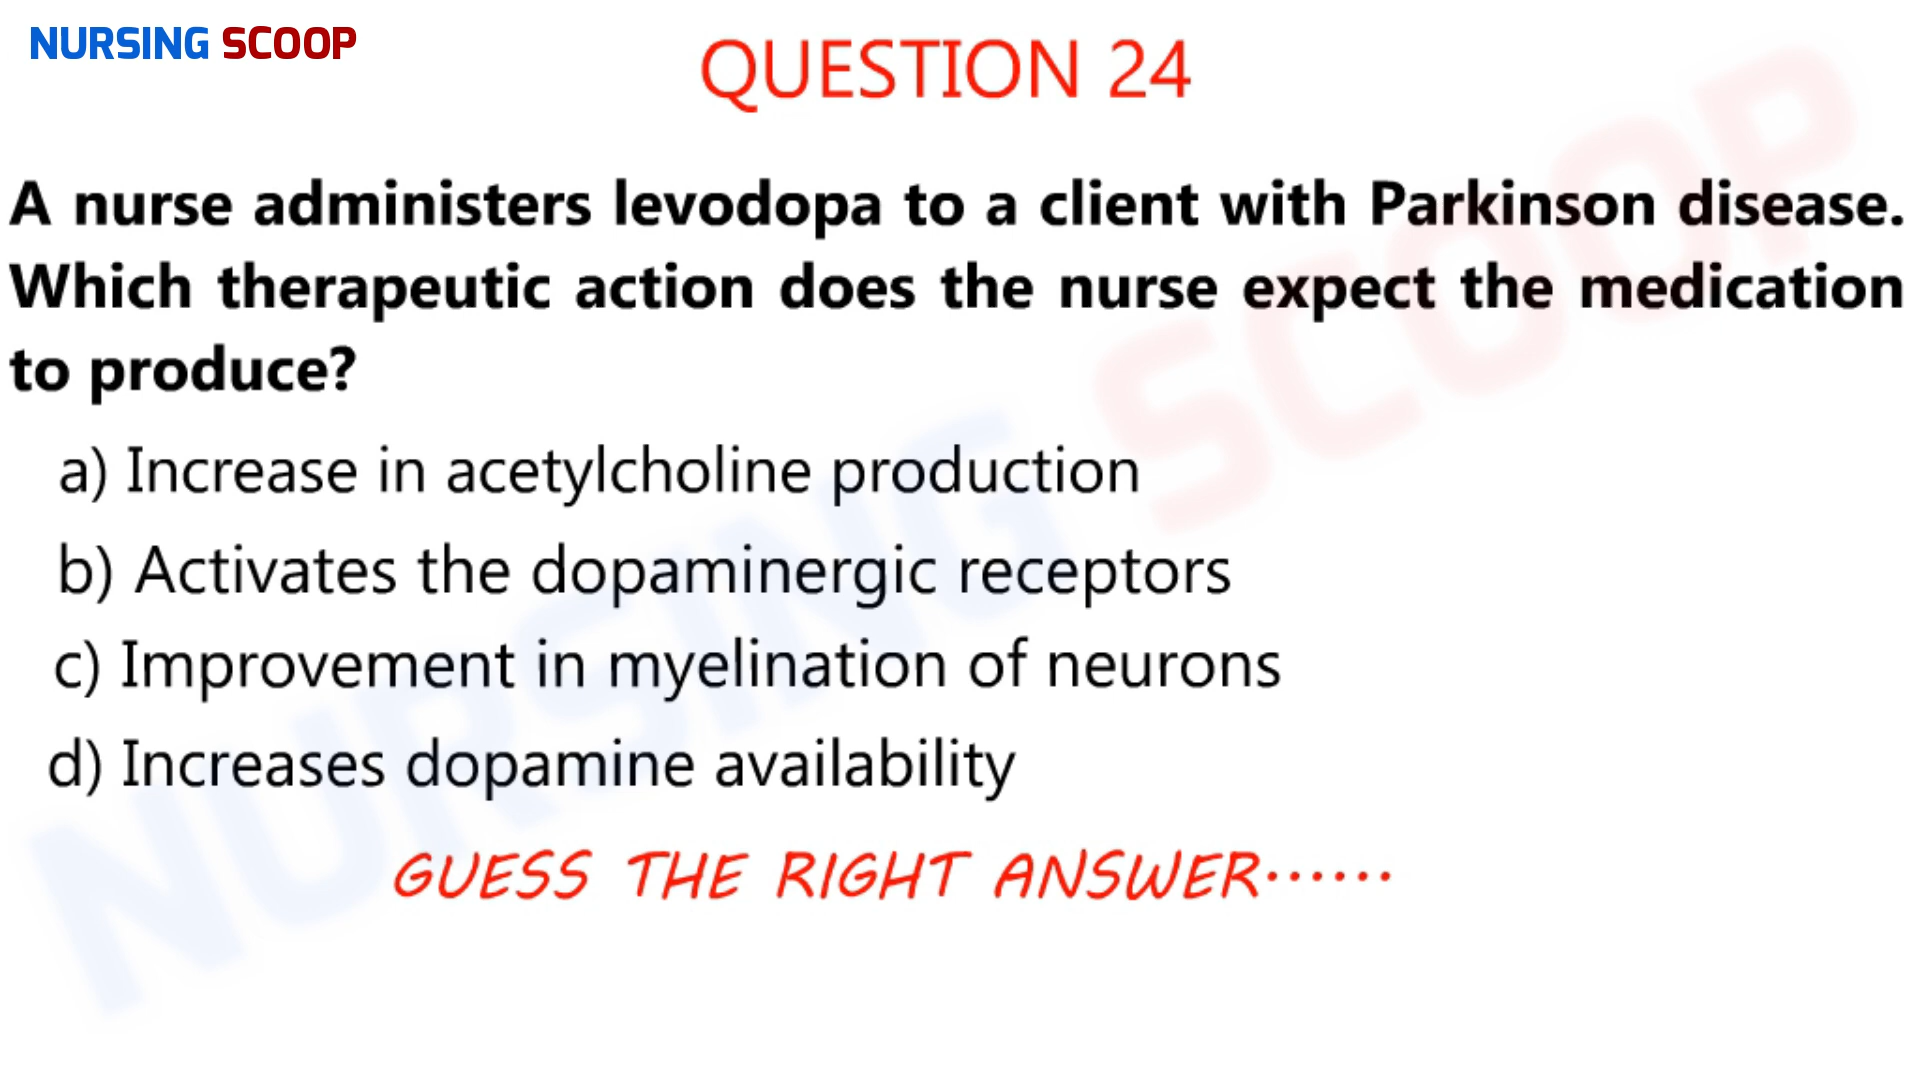 NURSING SCOOP
QUESTION 24
A nurse administers levodopa to a client with Parkinson disease.
Which therapeutic action does the nurse expect the medication
to produce?
a) Increase in acetylcholine production
b) Activates the dopaminergic receptors
c) Improvement in myelination of neurons
d) Increases dopamine availability
GUESS THE RIGHT ANSWER......
NURSING SCOOP